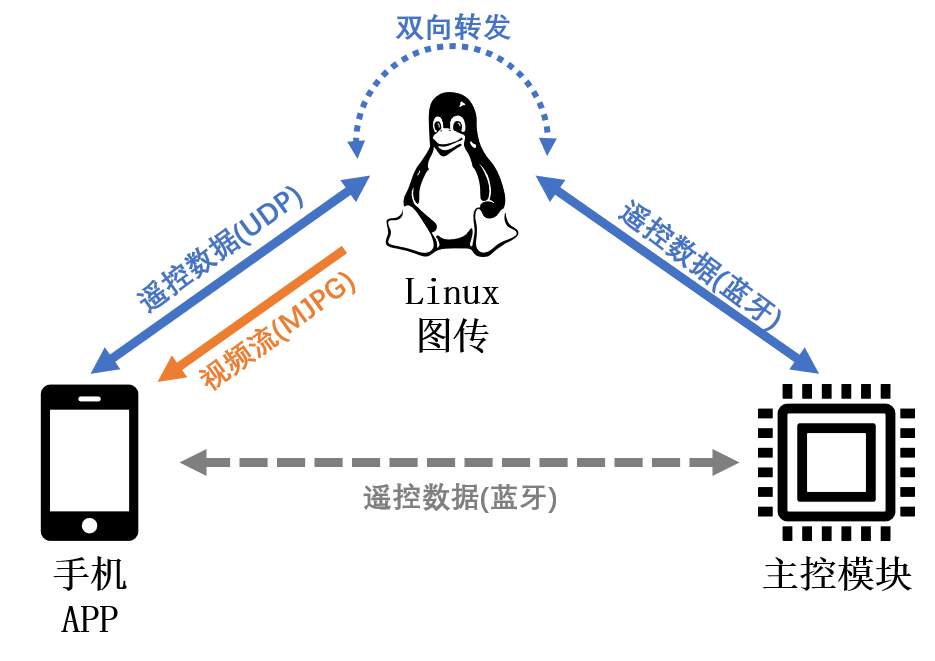 双向转发
遥控数据(UDP)
遥控数据(蓝牙)
视频流(MJPG)
Linux
图传
遥控数据(蓝牙)
手机
APP
主控模块